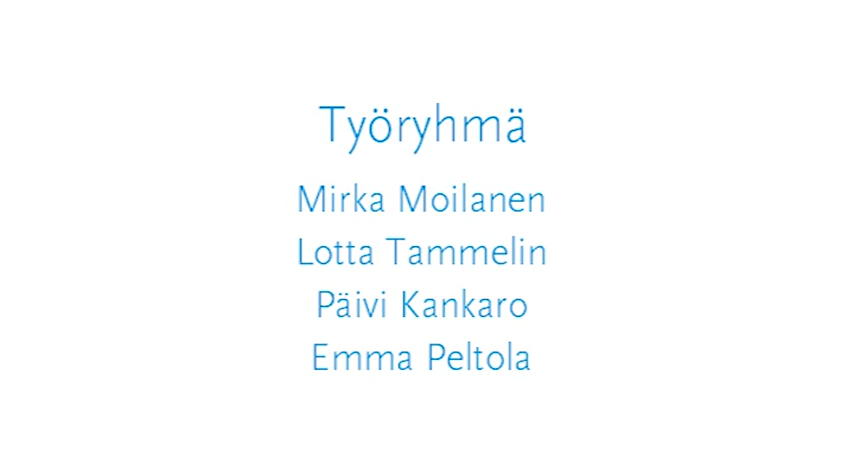 Työryhmä
Mirka Moilanen
Lotta Tammelin
Päivi Kankaro
Emma Peltola